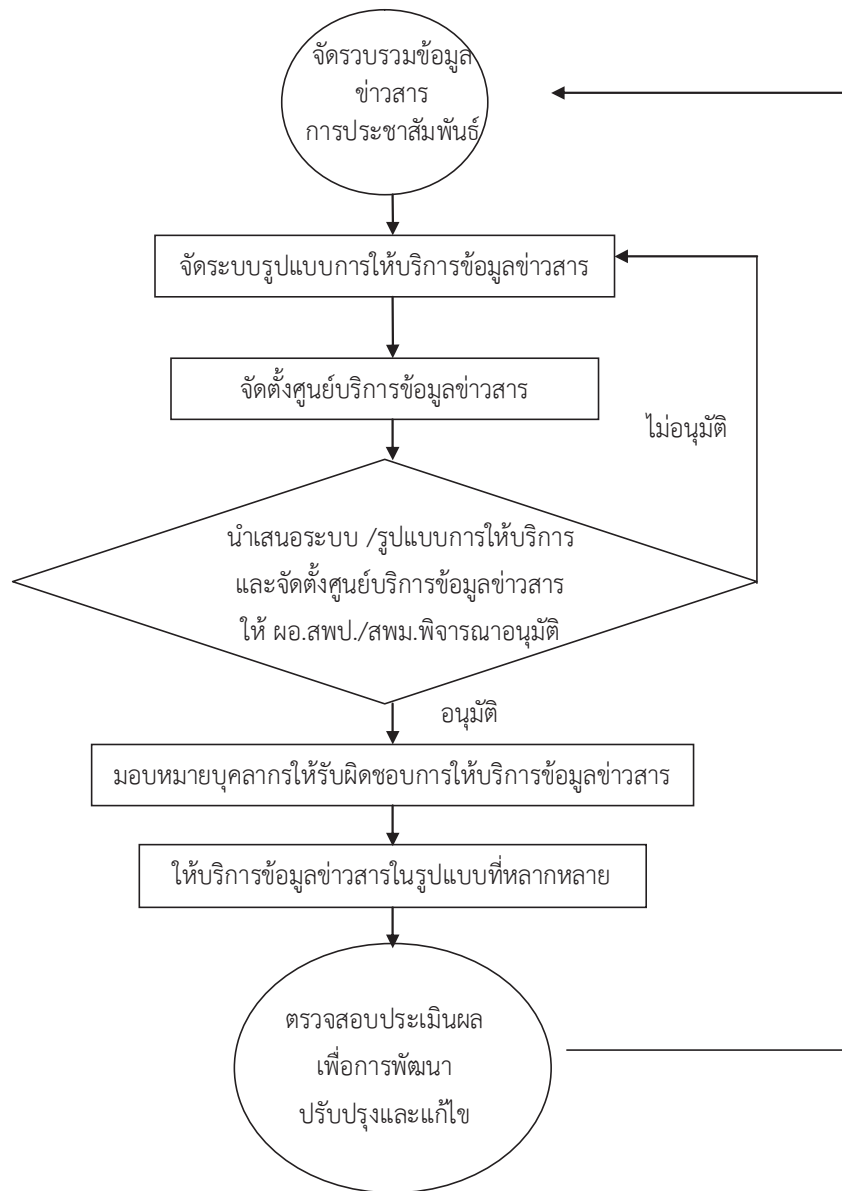 จัดรวบรวมข้อมูล
ข่าวสาร
การประชาสัมพันธ์
จัดระบบรูปแบบการให้บริการข้อมูลข่าวสาร
จัดตั้งศูนย์บริการข้อมูลข่าวสาร
ไม่อนุมัติ
นำเสนอระบบ /รูปแบบการให้บริการ
และจัดตั้งศูนย์บริการข้อมูลข่าวสาร
ให้ ผอ.สพป./สพม.พิจารณาอนุมัติ
อนุมัติ
มอบหมายบุคลากรให้รับผิดชอบการให้บริการข้อมูลข่าวสาร
ให้บริการข้อมูลข่าวสารในรูปแบบที่หลากหลาย
ตรวจสอบประเมินผล
เพื่อการพัฒนา
ปรับปรุงและแก้ไข